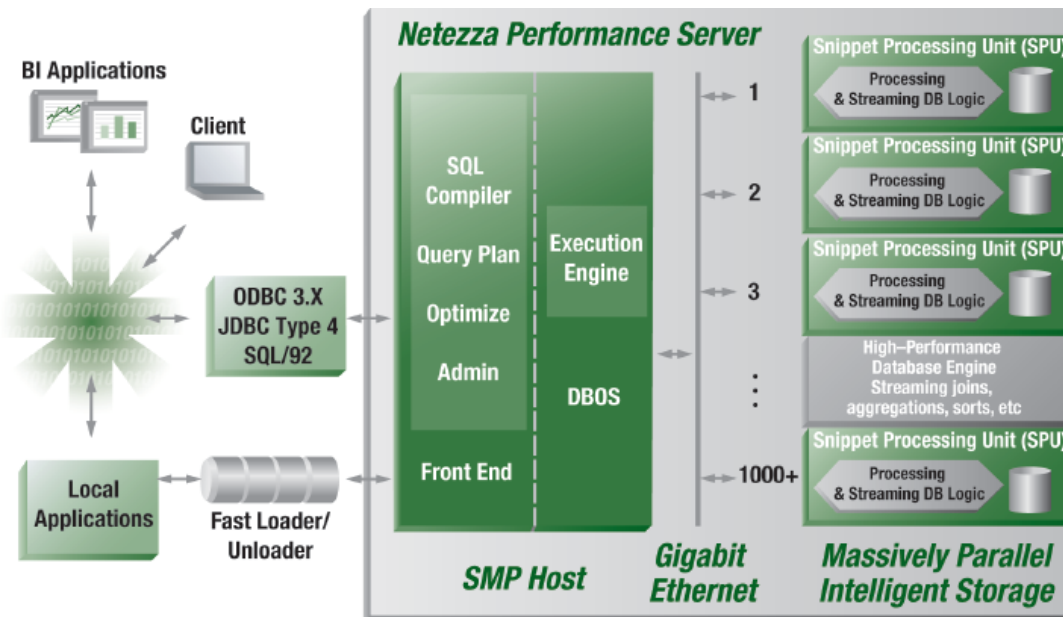 Netezza Performance Server
BI Applications
Client
ODBC 3.X
JDBC Type 4
SQL/92
Local
Applications
Fast Loader/
Unloader
SQL
Compiler
Query Plan
Optimize
Admin
Front End
Execution
Engine
DBOS
SMP Host
1
2
3
1000+
Gigabit
Ethernet
Snippet Processing Unit (SPU)
Processing
& Streaming DB Logic
Snippet Processing Unit (SPU)
Processing
& Streaming DB Logic
Snippet Processing Unit (SPU)
Processing
& Streaming DB Logic
High–Performance
Database Engine
Streaming joins,
aggregations, sorts, etc
Snippet Processing Unit (SPU)
Processing
& Streaming DB Logic
Massively Parallel
Intelligent Storage